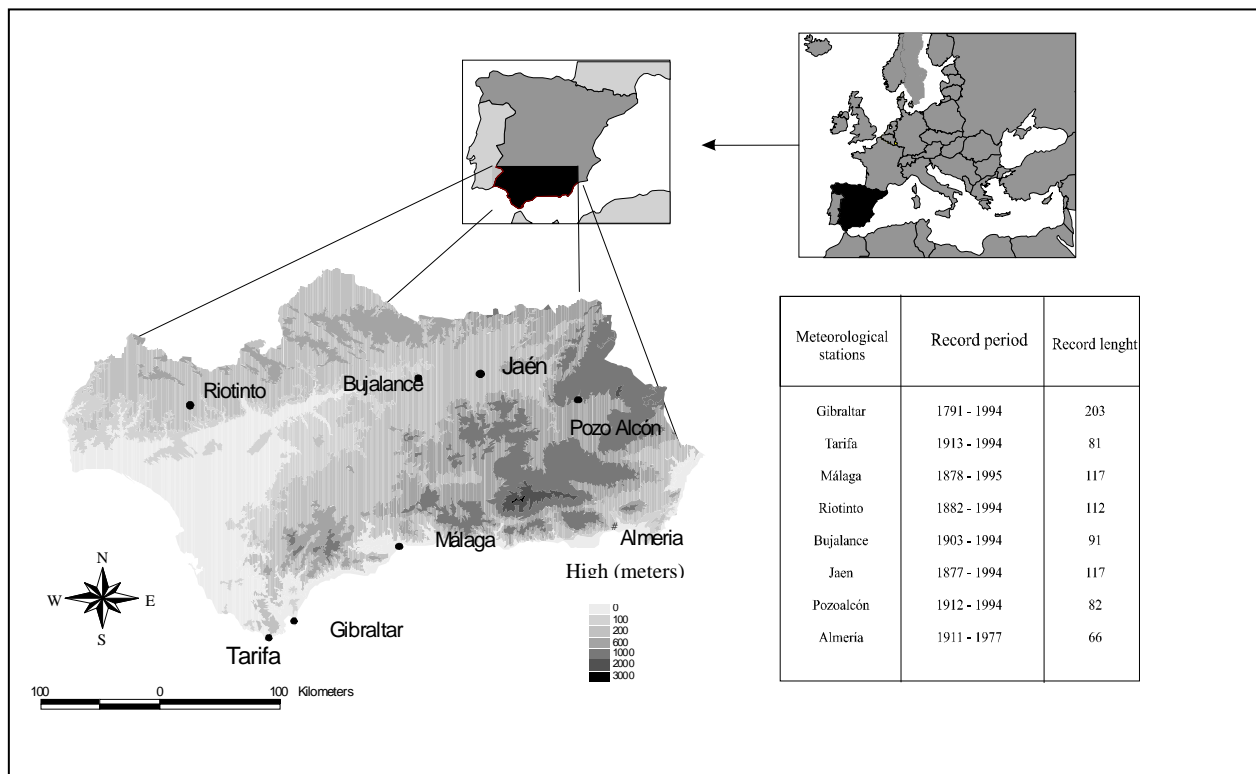 Meteorological stations
Record period
Record lenght
Gibraltar 1791 - 1994 203
Tarifa 1913 - 1994 81
Málaga 1878 - 1995 117
Riotinto 1882 - 1994 112
Bujalance 1903 - 1994 91
Jaen 1877 - 1994 117
Pozoalcón 1912 - 1994 82
Almería 1911 - 1977 66
Riotinto
Bujalance
Jaén
Pozo Alcón
Málaga
Almeria
Gibraltar
Tarifa
High (meters)
0
100
200
600
1000
2000
3000
N
W E
S
100 0 100 Kilometers